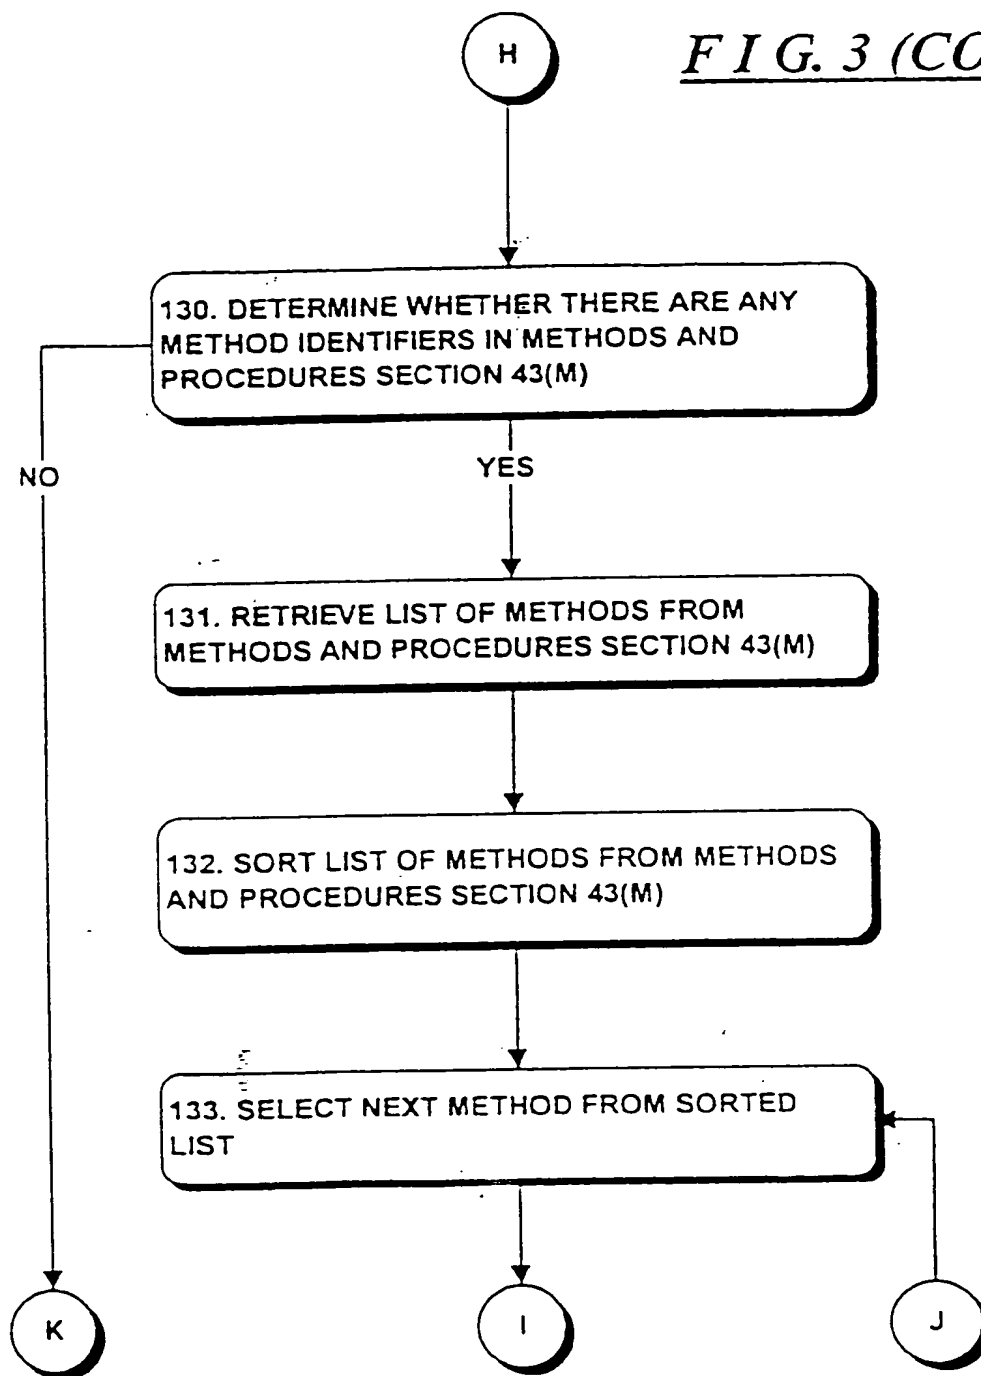 H
F I G. 3 (CO
130. DETERMINE WHETHER THERE ARE ANY
METHOD IDENTIFIERS IN METHODS AND
PROCEDURES SECTION 43(M)
NO
YES
131. RETRIEVE LIST OF METHODS FROM
METHODS AND PROCEDURES SECTION 43(M)
132. SORT LIST OF METHODS FROM METHODS
AND PROCEDURES SECTION 43(M)
133. SELECT NEXT METHOD FROM SORTED
LIST
K
I
J